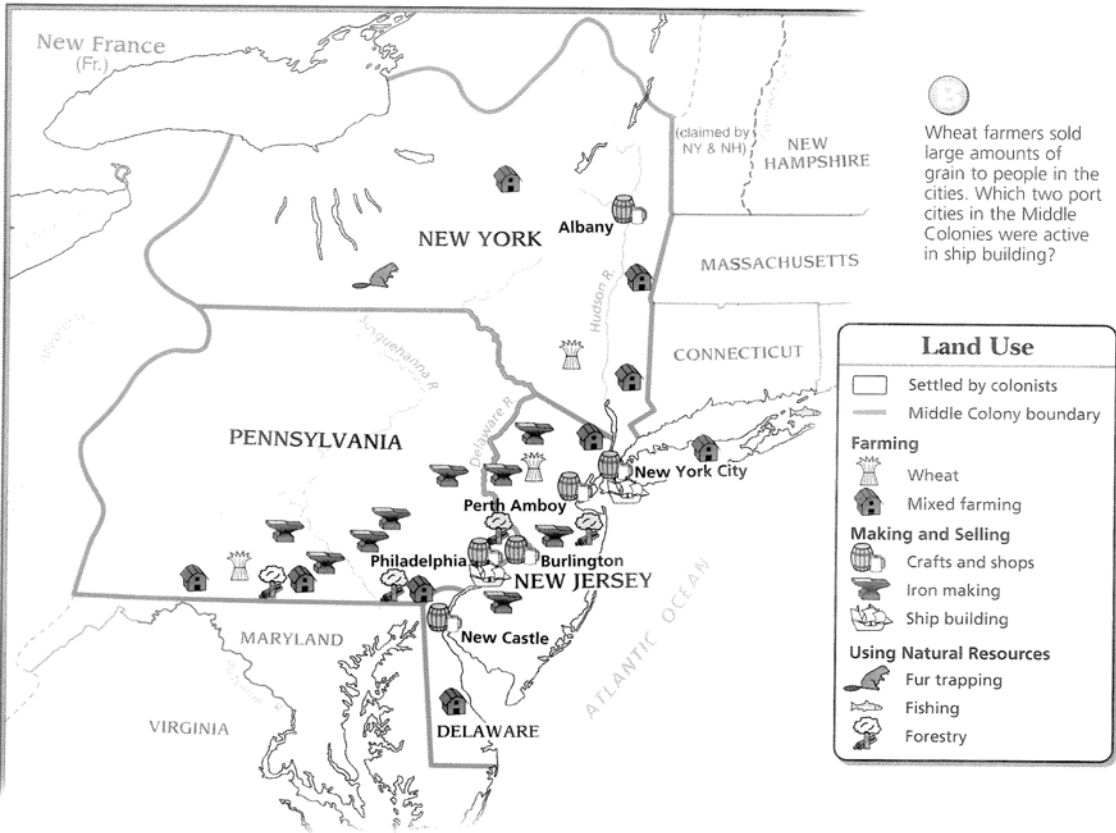 New France
(Fr.)
(claimed by
NY & NH)
NEW
HAMPSHIRE
Albany
NEW YORK
MASSACHUSETTS
Hudson R.
Susquehanna R
CONNECTICUT
Delaware R
PENNSYLVANIA
New York City
Perth Amboy
Philadelphia
Burlington
NEW JERSEY
MARYLAND
New Castle
ATLANTIC OCEAN
VIRGINIA
DELAWARE
Wheat farmers sold
large amounts of
grain to people in the
cities. Which two port
cities in the Middle
Colonies were active
in ship building?
Land Use
Settled by colonists
Middle Colony boundary
Farming
Wheat
Mixed farming
Making and Selling
Crafts and shops
Iron making
Ship building
Using Natural Resources
Fur trapping
Fishing
Forestry